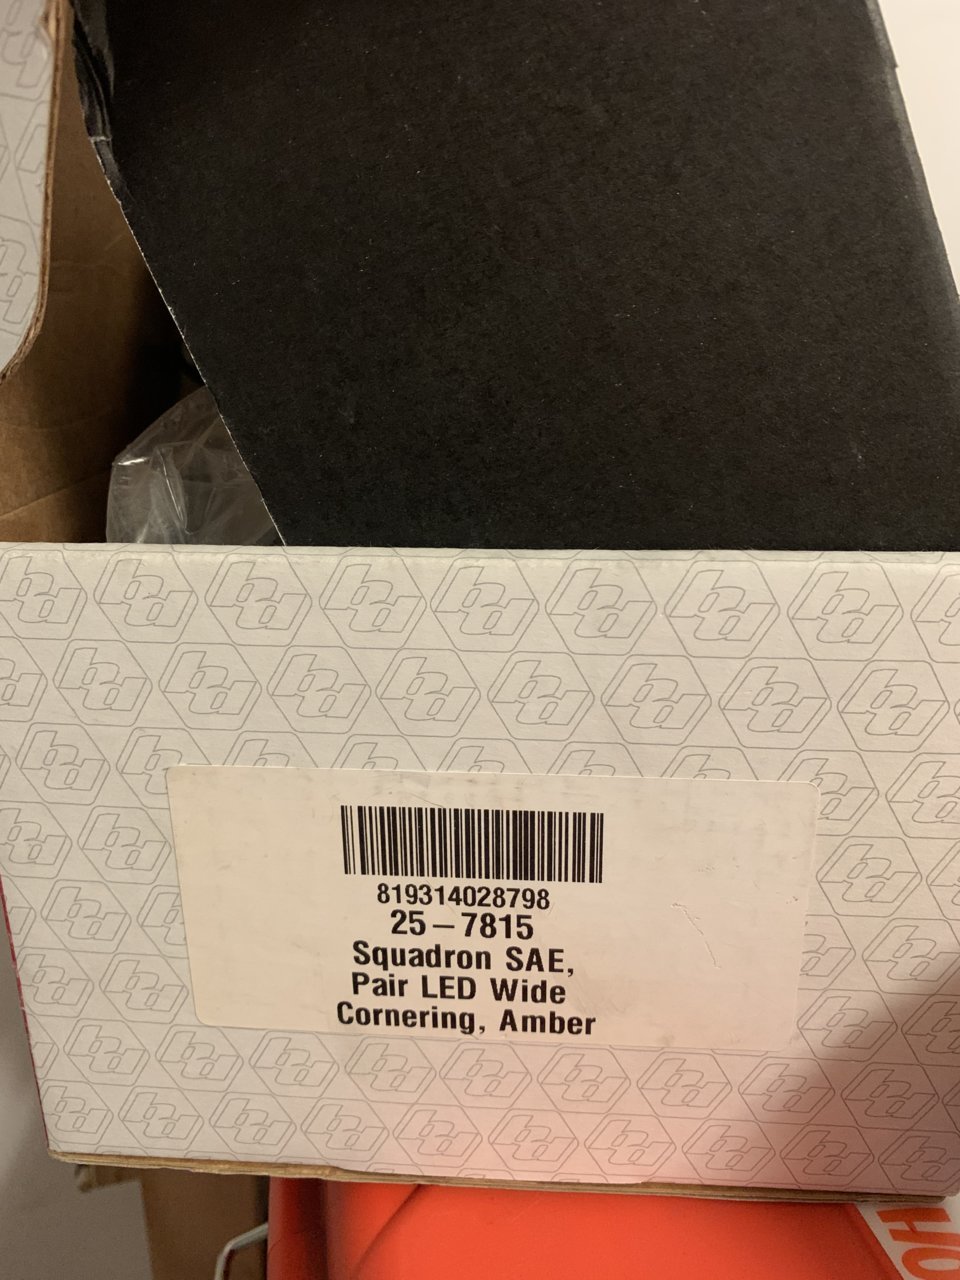 819314028798
25-7815
Squadron SAE,
Pair LED Wide
Cornering, Amber